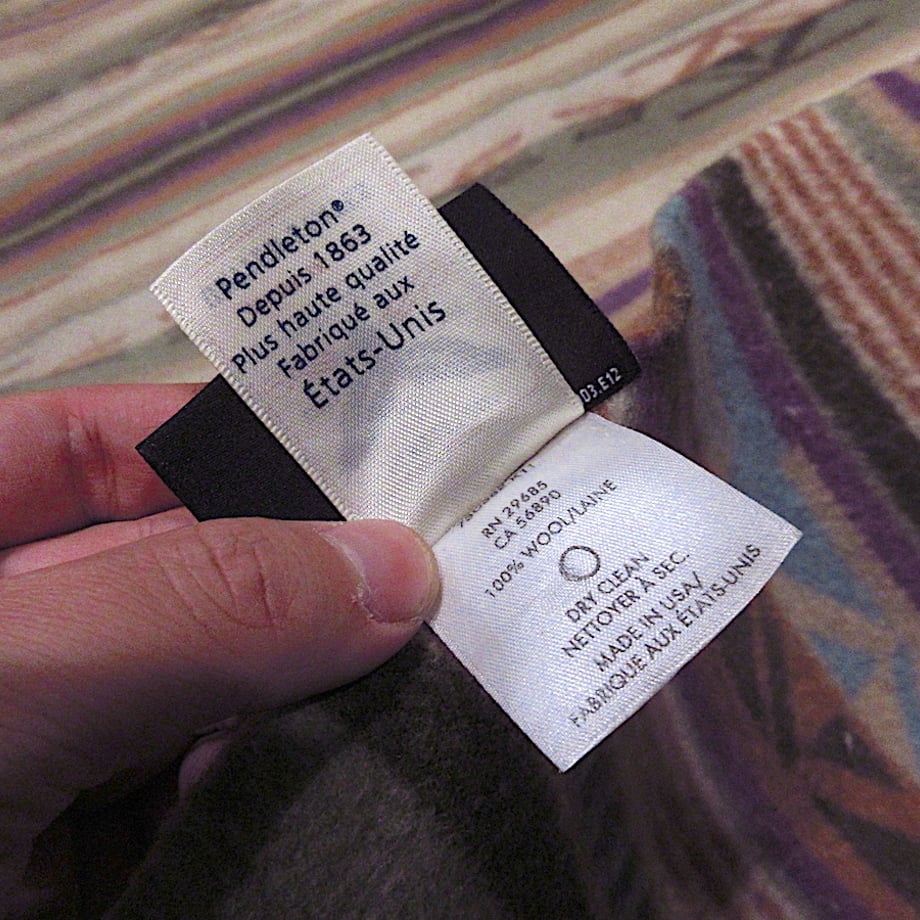 Pendleton®
Depuis 1863
Plus haute qualité
Fabriqué aux
États-Unis
03.E12
RN 29685
CA 56890
100% WOOL/LAINE
DRY CLEAN
NETTOYER À SEC.
MADE IN USA/
FABRIQUE AUX ÉTATS-UNIS